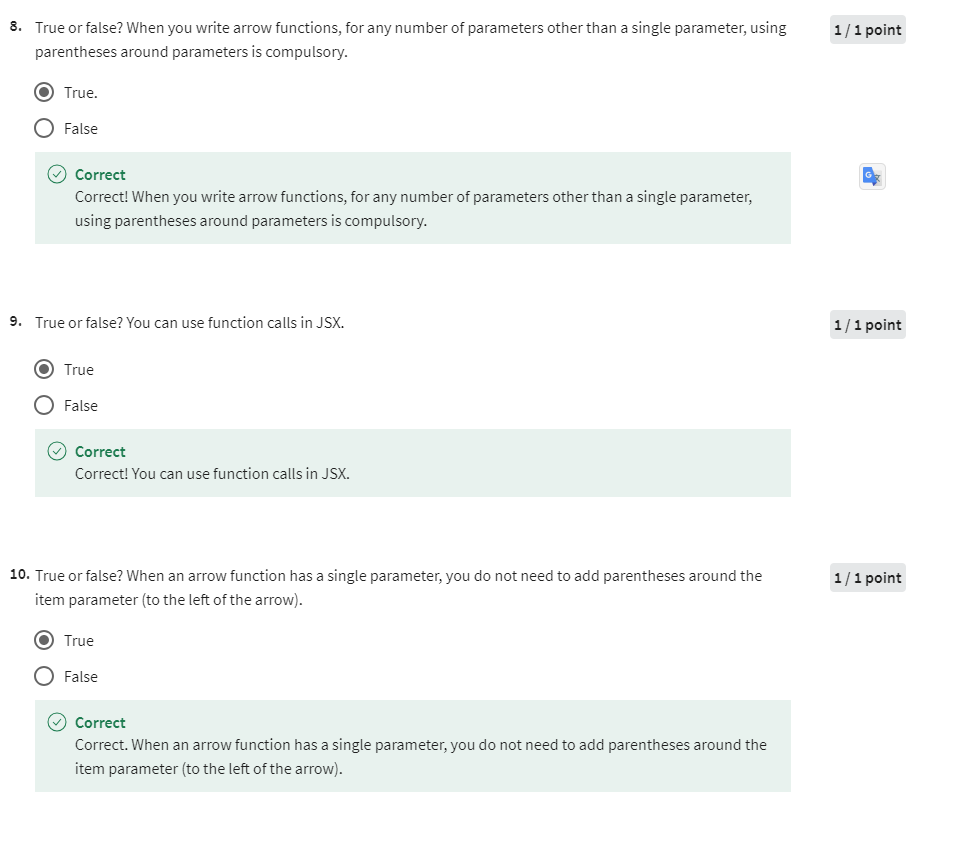 8. True or false? When you write arrow functions, for any number of parameters other than a single parameter, using
parentheses around parameters is compulsory.
1 / 1 point
True.
False
Correct
Correct! When you write arrow functions, for any number of parameters other than a single parameter,
using parentheses around parameters is compulsory.
9. True or false? You can use function calls in JSX.
1 / 1 point
True
False
Correct
Correct! You can use function calls in JSX.
10. True or false? When an arrow function has a single parameter, you do not need to add parentheses around the
item parameter (to the left of the arrow).
1 / 1 point
True
False
Correct
Correct. When an arrow function has a single parameter, you do not need to add parentheses around the
item parameter (to the left of the arrow).